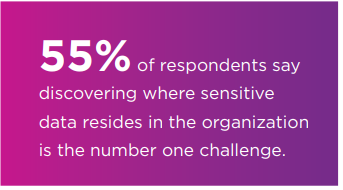 55% of respondents say
discovering where sensitive
data resides in the organization
is the number one challenge.